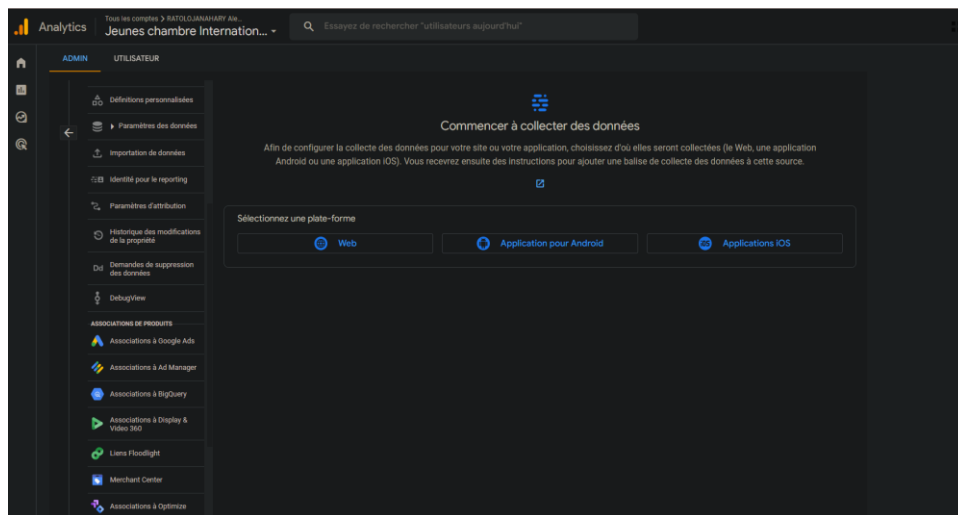 Analytics
Tous les comptes > RATOLOJANAHARY Ale...
Jeunes chambre Internation...
Essayez de rechercher "utilisateurs aujourd'hui"
ADMIN
UTILISATEUR
Définitions personnalisées
Paramètres des données
Importation de données
Identité pour le reporting
Paramètres d'attribution
Historique des modifications
de la propriété
Dd
Demandes de suppression
des données
DebugView
ASSOCIATIONS DE PRODUITS
Associations à Google Ads
Associations à Ad Manager
Associations à BigQuery
Associations à Display &
Video 360
Liens Floodlight
Merchant Center
Associations à Optimize
Commencer à collecter des données
Afin de configurer la collecte des données pour votre site ou votre application, choisissez d'où elles seront collectées (le Web, une application
Android ou une application iOS). Vous recevrez ensuite des instructions pour ajouter une balise de collecte des données à cette source.
Sélectionnez une plate-forme
Web
Application pour Android
iOS
Applications iOS